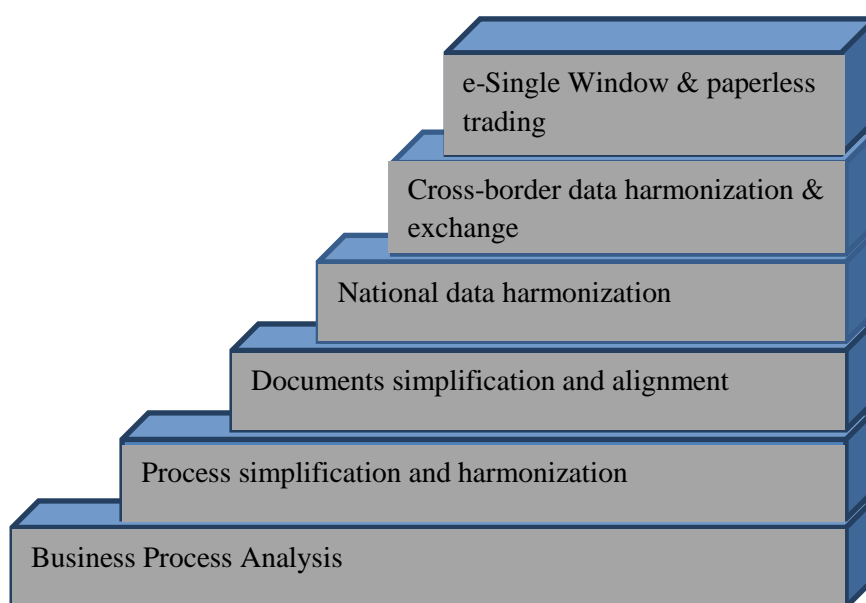 e-Single Window & paperless
trading
Cross-border data harmonization &
exchange
National data harmonization
Documents simplification and alignment
Process simplification and harmonization
Business Process Analysis